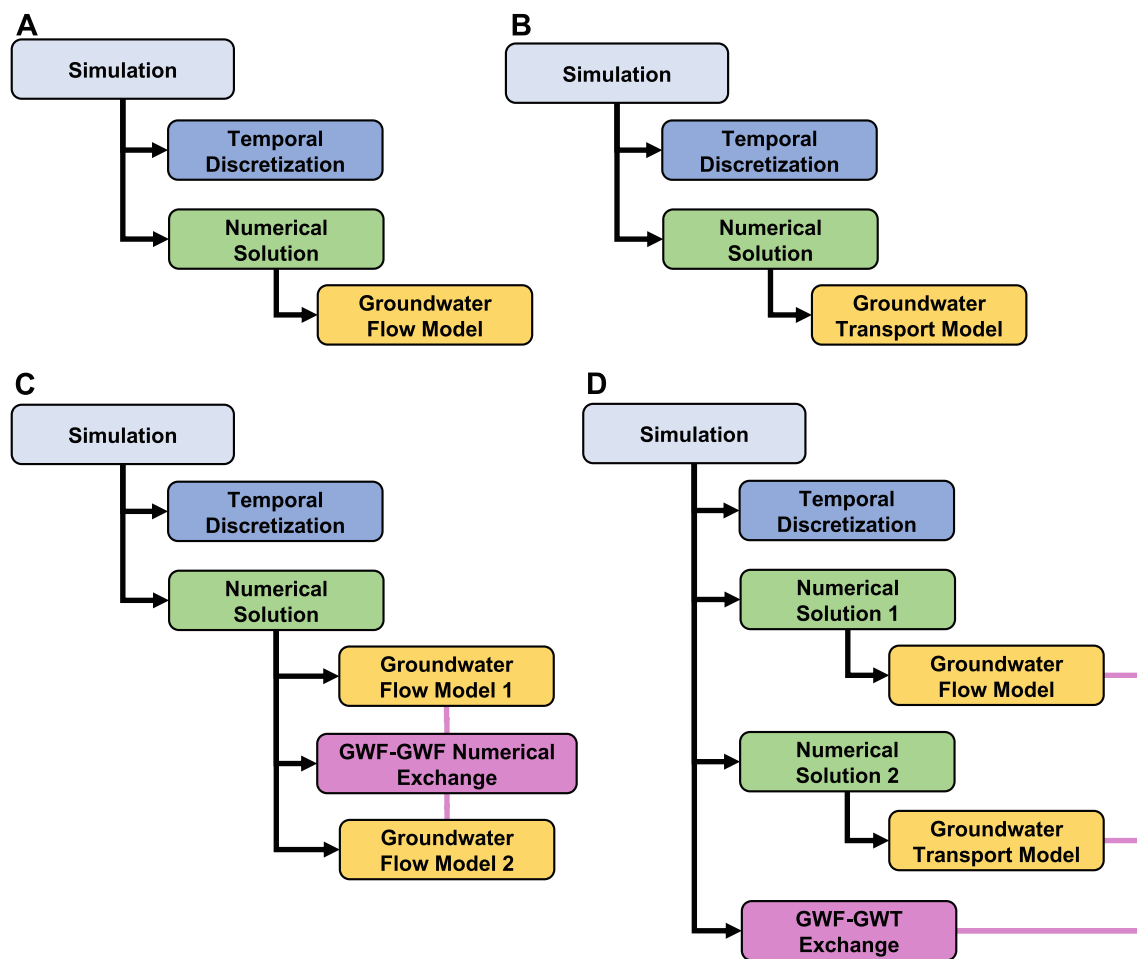 A
Simulation
Temporal
Discretization
Numerical
Solution
Groundwater
Flow Model
B
Simulation
Temporal
Discretization
Numerical
Solution
Groundwater
Transport Model
C
Simulation
Temporal
Discretization
Numerical
Solution
Groundwater
Flow Model 1
GWF-GWF Numerical
Exchange
Groundwater
Flow Model 2
D
Simulation
Temporal
Discretization
Numerical
Solution 1
Groundwater
Flow Model
Numerical
Solution 2
Groundwater
Transport Model
GWF-GWT
Exchange